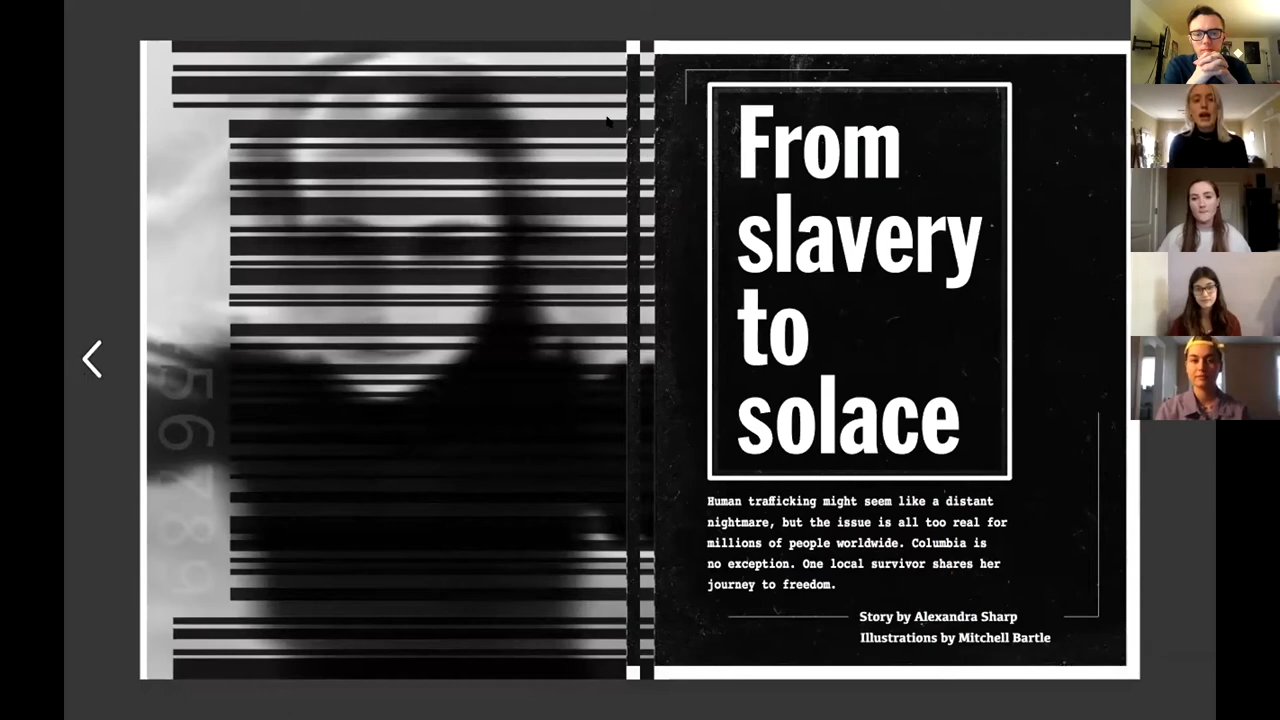 56789
From
slavery
to
solace
Human trafficking might seem like a distant
nightmare, but the issue is all too real for
millions of people worldwide. Columbia is
no exception. One local survivor shares her
journey to freedom.
Story by Alexandra Sharp
Illustrations by Mitchell Bartle